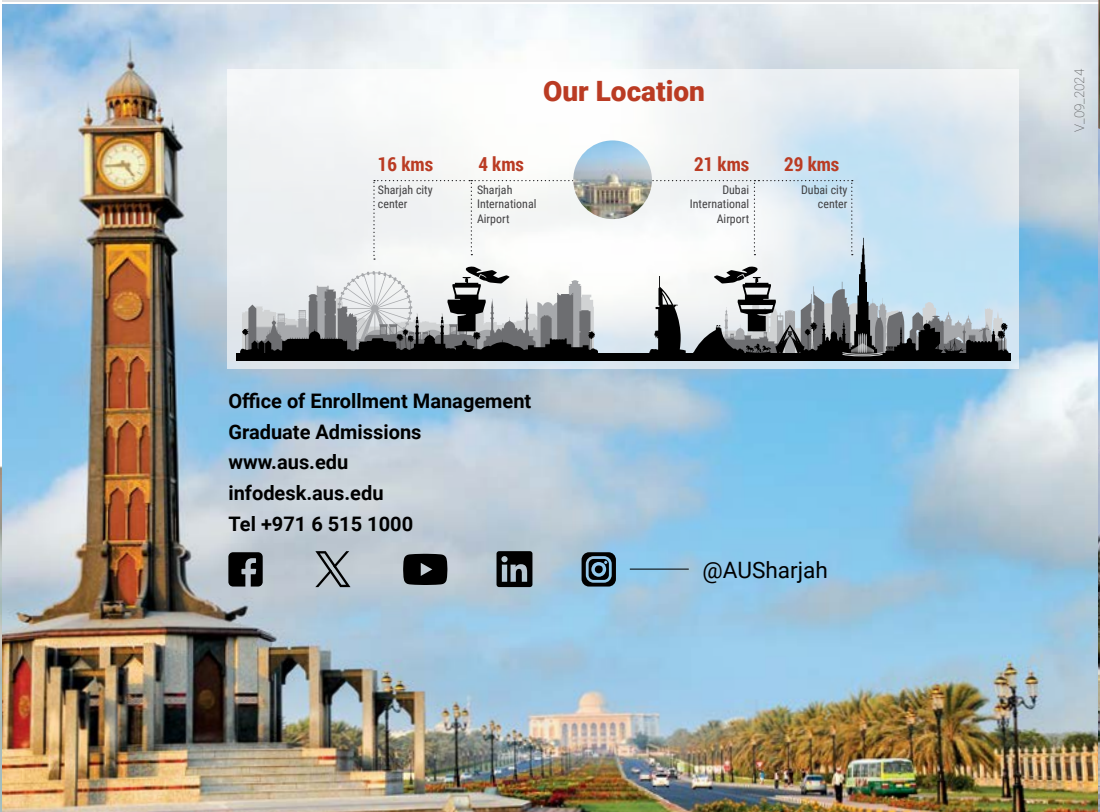 Our Location
16 kms
Sharjah city
center
4 kms
Sharjah
International
Airport
21 kms
Dubai
International
Airport
29 kms
Dubai city
center
Office of Enrollment Management
Graduate Admissions
www.aus.edu
infodesk.aus.edu
Tel +971 6 515 1000
@AUSharjah
V_09_2024